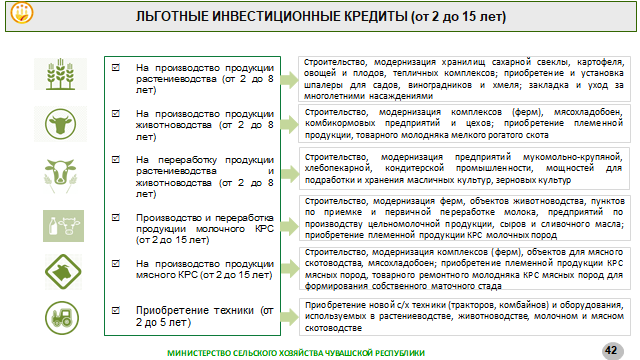 ЛЬГОТНЫЕ ИНВЕСТИЦИОННЫЕ КРЕДИТЫ (от 2 до 15 лет)
На производство продукции
растениеводства (от 2 до 8
лет)
Строительство, модернизация хранилищ сахарной свеклы, картофеля,
овощей и плодов, тепличных комплексов; приобретение и установка
шпалеры для садов, виноградников и хмеля; закладка и уход за
многолетними насаждениями
На производство продукции
животноводства (от 2 до 8
лет)
Строительство, модернизация комплексов (ферм), мясохладобоен,
комбикормовых предприятий и цехов; приобретение племенной
продукции, товарного молодняка мелкого рогатого скота
На переработку продукции
растениеводства и
животноводства (от 2 до 8
лет)
Строительство, модернизация предприятий мукомольно-крупяной,
хлебопекарной, кондитерской промышленности, мощностей для
подработки и хранения масличных культур, зерновых культур
Производство и переработка
продукции молочного КРС
(от 2 до 15 лет)
Строительство, модернизация ферм, объектов животноводства, пунктов
по приемке и первичной переработке молока, предприятий по
производству цельномолочной продукции, сыров и сливочного масла;
приобретение племенной продукции КРС молочных пород
На производство продукции
мясного КРС (от 2 до 15 лет)
Строительство, модернизация комплексов (ферм), объектов для мясного
скотоводства, мясохладобоен; приобретение племенной продукции КРС
мясных пород, товарного ремонтного молодняка КРС мясных пород для
формирования собственного маточного стада
Приобретение техники (от
2 до 5 лет)
Приобретение новой с/х техники (тракторов, комбайнов) и оборудования,
используемых в растениеводстве, животноводстве, молочном и мясном
скотоводстве
МИНИСТЕРСТВО СЕЛЬСКОГО ХОЗЯЙСТВА ЧУВАШСКОЙ РЕСПУБЛИКИ
42